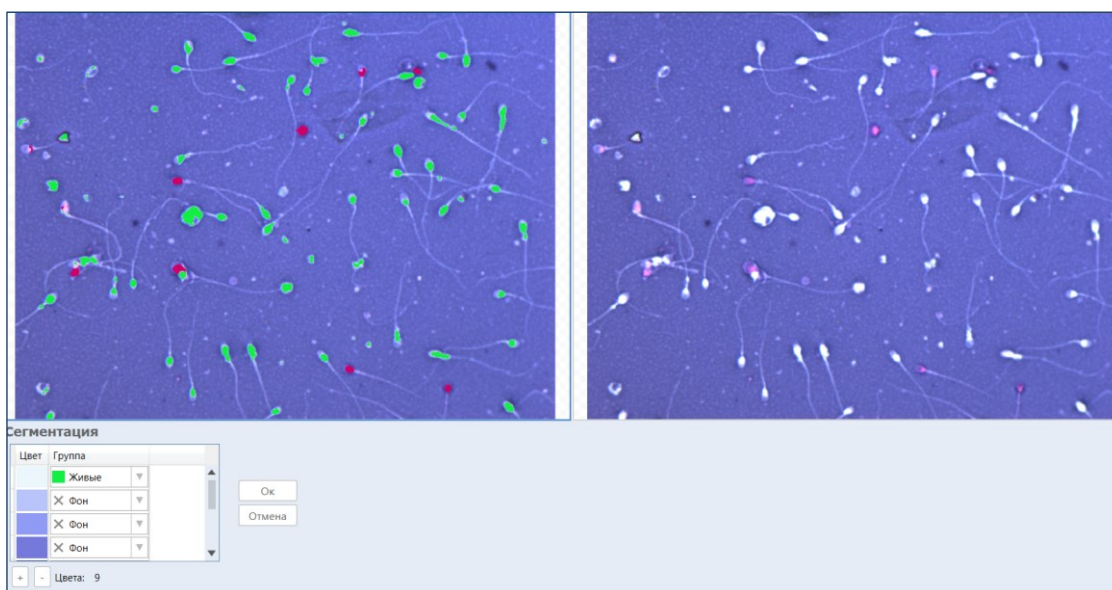 Сегментация
Цвет Группа
Живые
Фон
Фон
Фон
Ок
Отмена
+ - Цвета: 9